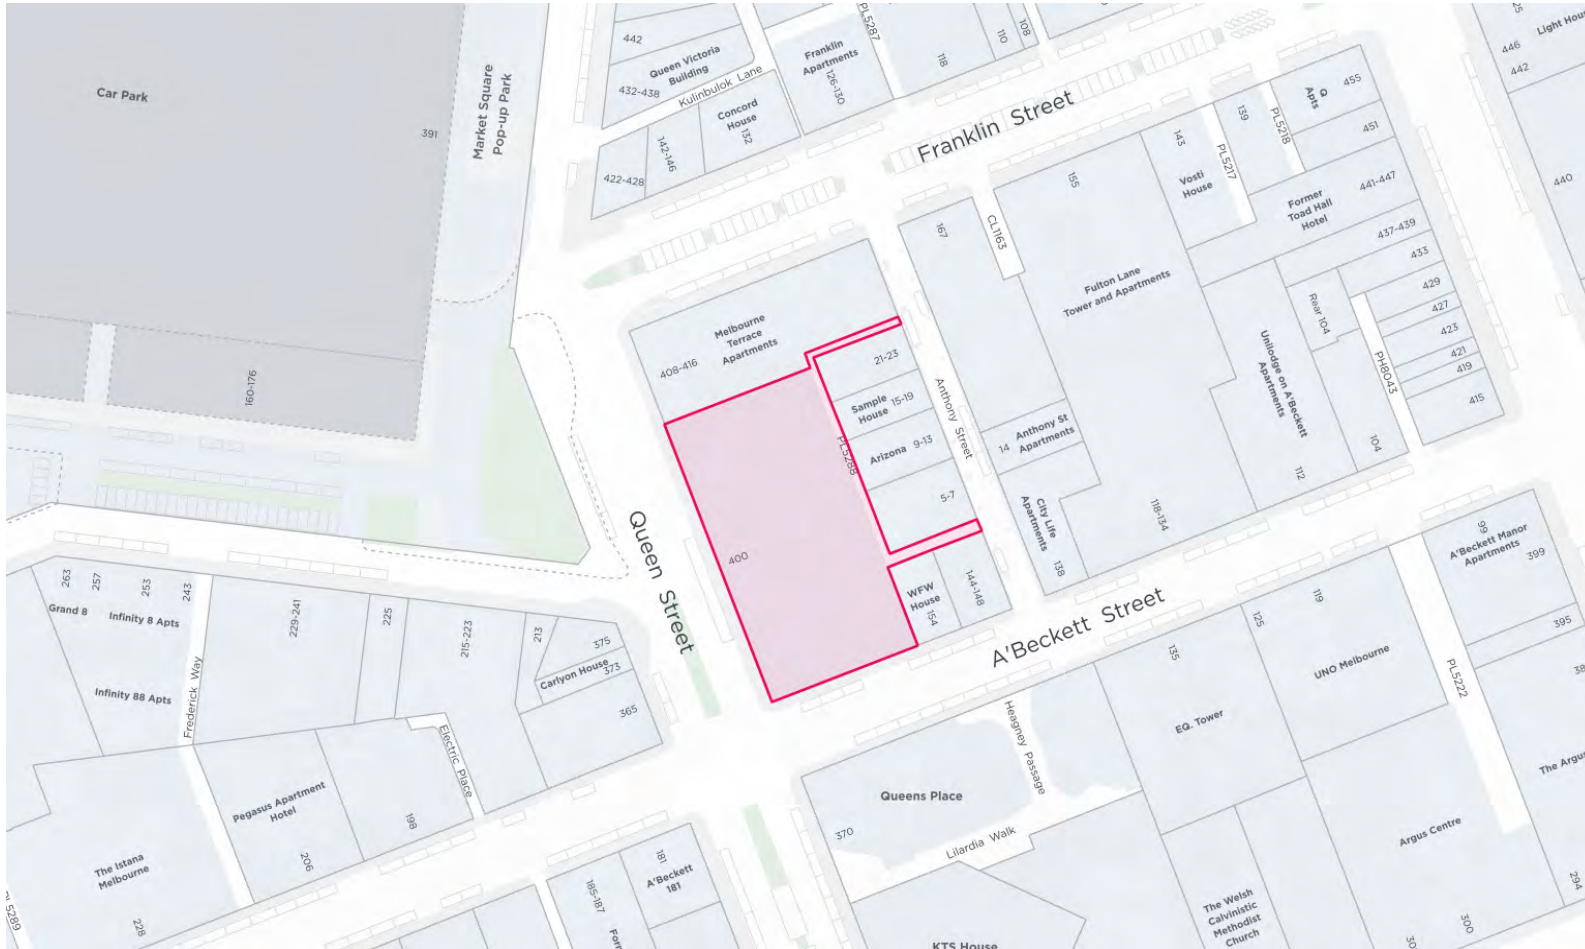 442
Queen Victoria
Building
432-438
Kulinbulok Lane
Franklin
Apartments
126-130
PL5287
118
110
108
Light Hou
446
442
Car Park
391
Market Square
Pop-up Park
Concord
House
132
142-146
422-428
Franklin Street
143
139
PL5218
Q
Apts
455
451
PL5217
Vosti
House
Former
Toad Hall
Hotel
441-447
437-439
440
155
CL1163
167
Fulton Lane
Tower and Apartments
433
429
427
423
421
419
415
Rear 104
Unilodge on A'Beckett
Apartments
PH8043
104
112
Melbourne
Terrace
Apartments
408-416
21-23
Sample
House
15-19
Arizona
9-13
5-7
PL5288
Anthony Street
14
Anthony St
Apartments
City Life
Apartments
138
118-134
160-176
400
Queen Street
WFW
House
154
144-148
A'Beckett Street
99
A'Beckett Manor
Apartments
399
395
263
257
253
243
Grand 8
Infinity 8 Apts
229-241
225
215-223
213
375
Carlyon House
373
365
Infinity 88 Apts
Frederick Way
Electric Place
Pegasus Apartment
Hotel
198
206
The Istana
Melbourne
228
PL5289
119
125
135
UNO Melbourne
EQ. Tower
PL5222
38
The Argus
Heagney Passage
Queens Place
370
Lilardia Walk
Argus Centre
294
300
30
The Welsh
Calvinistic
Methodist
Church
KTS House
181
A'Beckett
181
185-187
Forr